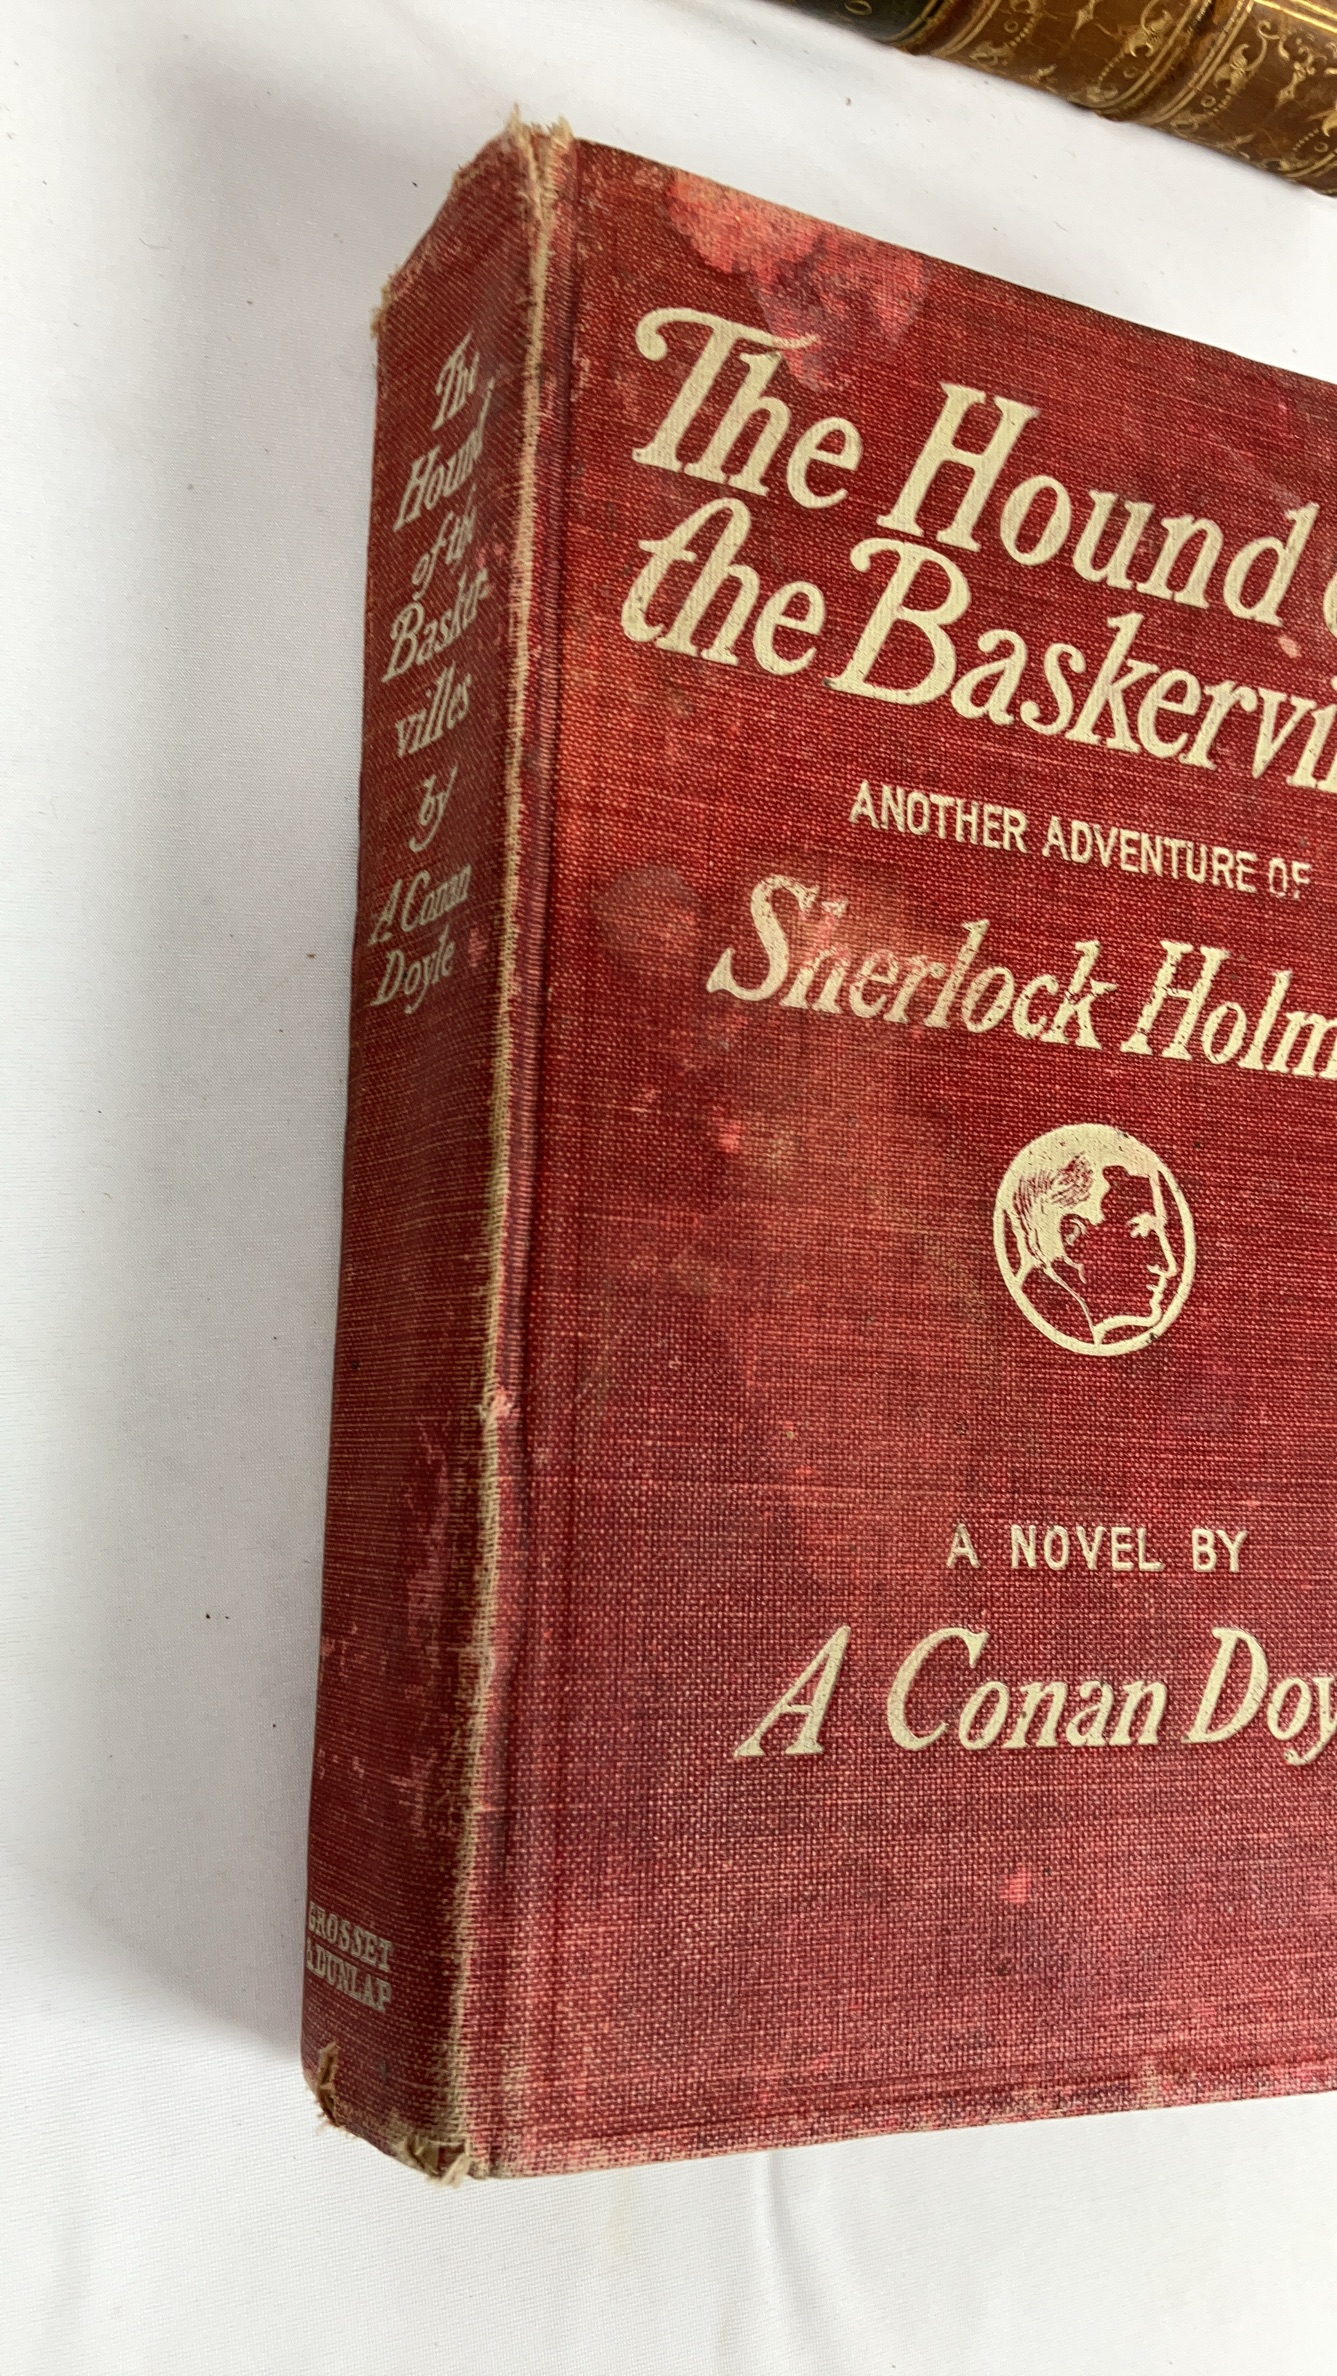 The
Hound
of the
Basker-
villes
by
A Conan
Doyle
GROSSET
& DUNLAP
The Hound
the Baskervi
ANOTHER ADVENTURE OF
Sherlock Holm
A NOVEL BY
A Conan Doy